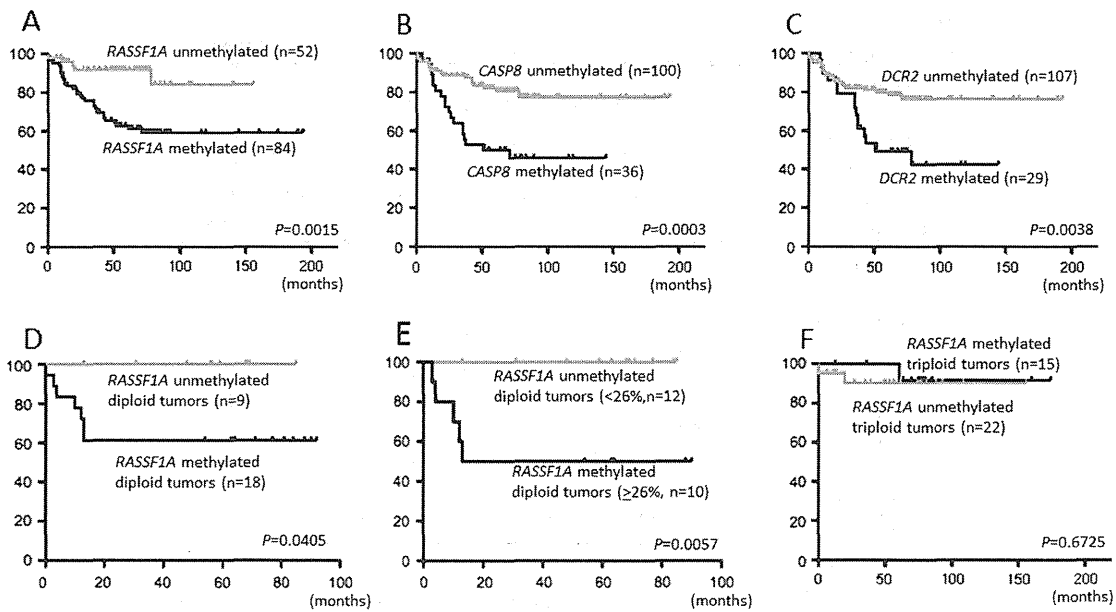 A
RASSF1A unmethylated (n=52)
100
80
60
40
20
0
RASSF1A methylated (n=84)
P=0.0015
0 50 100 150 200
(months)
B
CASP8 unmethylated (n=100)
100
80
60
40
20
0
CASP8 methylated (n=36)
P=0.0003
0 50 100 150 200
(months)
C
DCR2 unmethylated (n=107)
100
80
60
40
20
0
DCR2 methylated (n=29)
P=0.0038
0 50 100 150 200
(months)
D
100
80
60
40
20
0
RASSF1A unmethylated
diploid tumors (n=9)
RASSF1A methylated
diploid tumors (n=18)
P=0.0405
0 20 40 60 80 100
(months)
E
100
80
60
40
20
0
RASSF1A unmethylated
diploid tumors (<26%,n=12)
RASSF1A methylated
diploid tumors (≥26%, n=10)
P=0.0057
0 20 40 60 80 100
(months)
F
100
80
60
40
20
0
RASSF1A methylated
triploid tumors (n=15)
RASSF1A unmethylated
triploid tumors (n=22)
P=0.6725
0 50 100 150 200
(months)